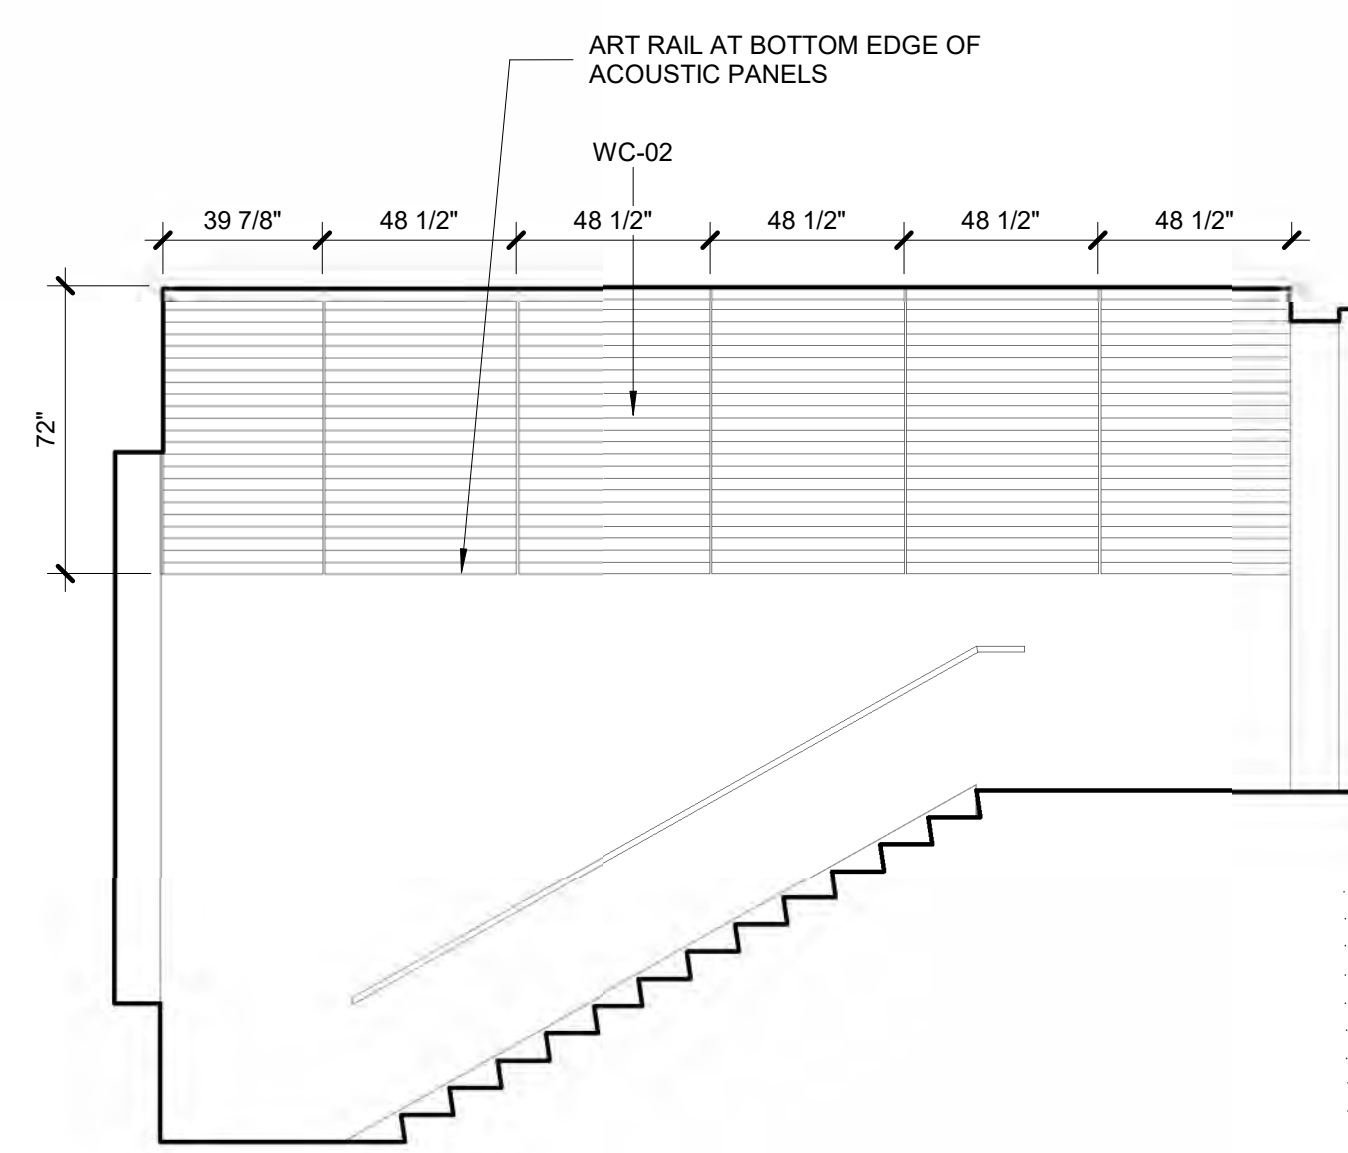 ART RAIL AT BOTTOM EDGE OF
ACOUSTIC PANELS
WC-02
39 7/8" 48 1/2" 48 1/2" 48 1/2" 48 1/2" 48 1/2"
72"